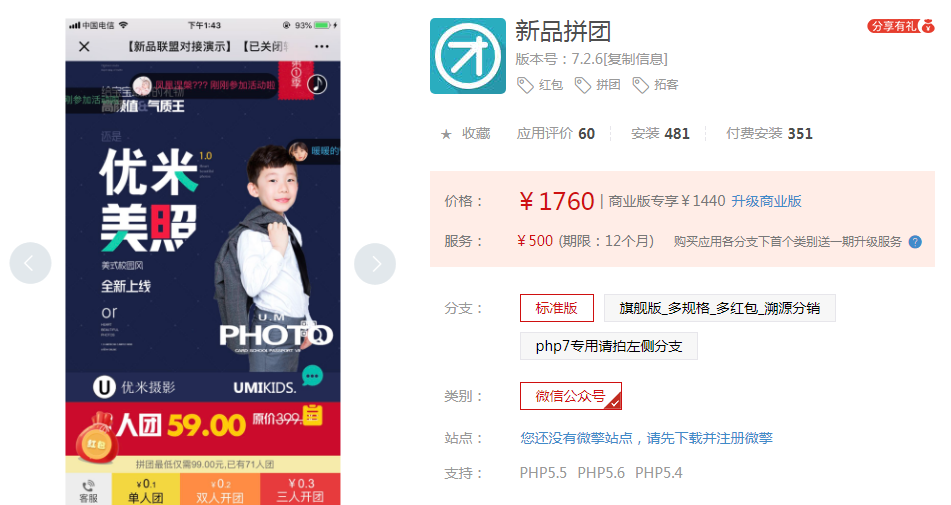 中国电信
下午1:43
93%
【新品联盟对接演示】【已关闭
凤凰涅槃??? 刚刚参加活动啦
刚参加活动
第①季
高颜值&气质王
还是
暖暖的
优米
1.0
美照
美式校园风
全新上线
or
U.M
PHOTO
CARD SCHOOL PASSPORT V8
U 优米摄影
UMIKIDS.
红包
人团 59.00
原价399.
拼团最低仅需99.00元,已有71人团
客服
￥0.1
单人团
￥0.2
双人开团
￥0.3
三人开团
新品拼团
分享有礼
版本号：7.2.6[复制信息]
红包 拼团 拓客
★ 收藏 应用评价 60 安装 481 付费安装 351
价格： ￥1760 | 商业版专享￥1440 升级商业版
服务： ￥500 (期限：12个月) 购买应用各分支下首个类别送一期升级服务 ?
分支： 标准版 旗舰版_多规格_多红包_溯源分销
php7专用请拍左侧分支
类别： 微信公众号
站点： 您还没有微擎站点，请先下载并注册微擎
支持： PHP5.5 PHP5.6 PHP5.4